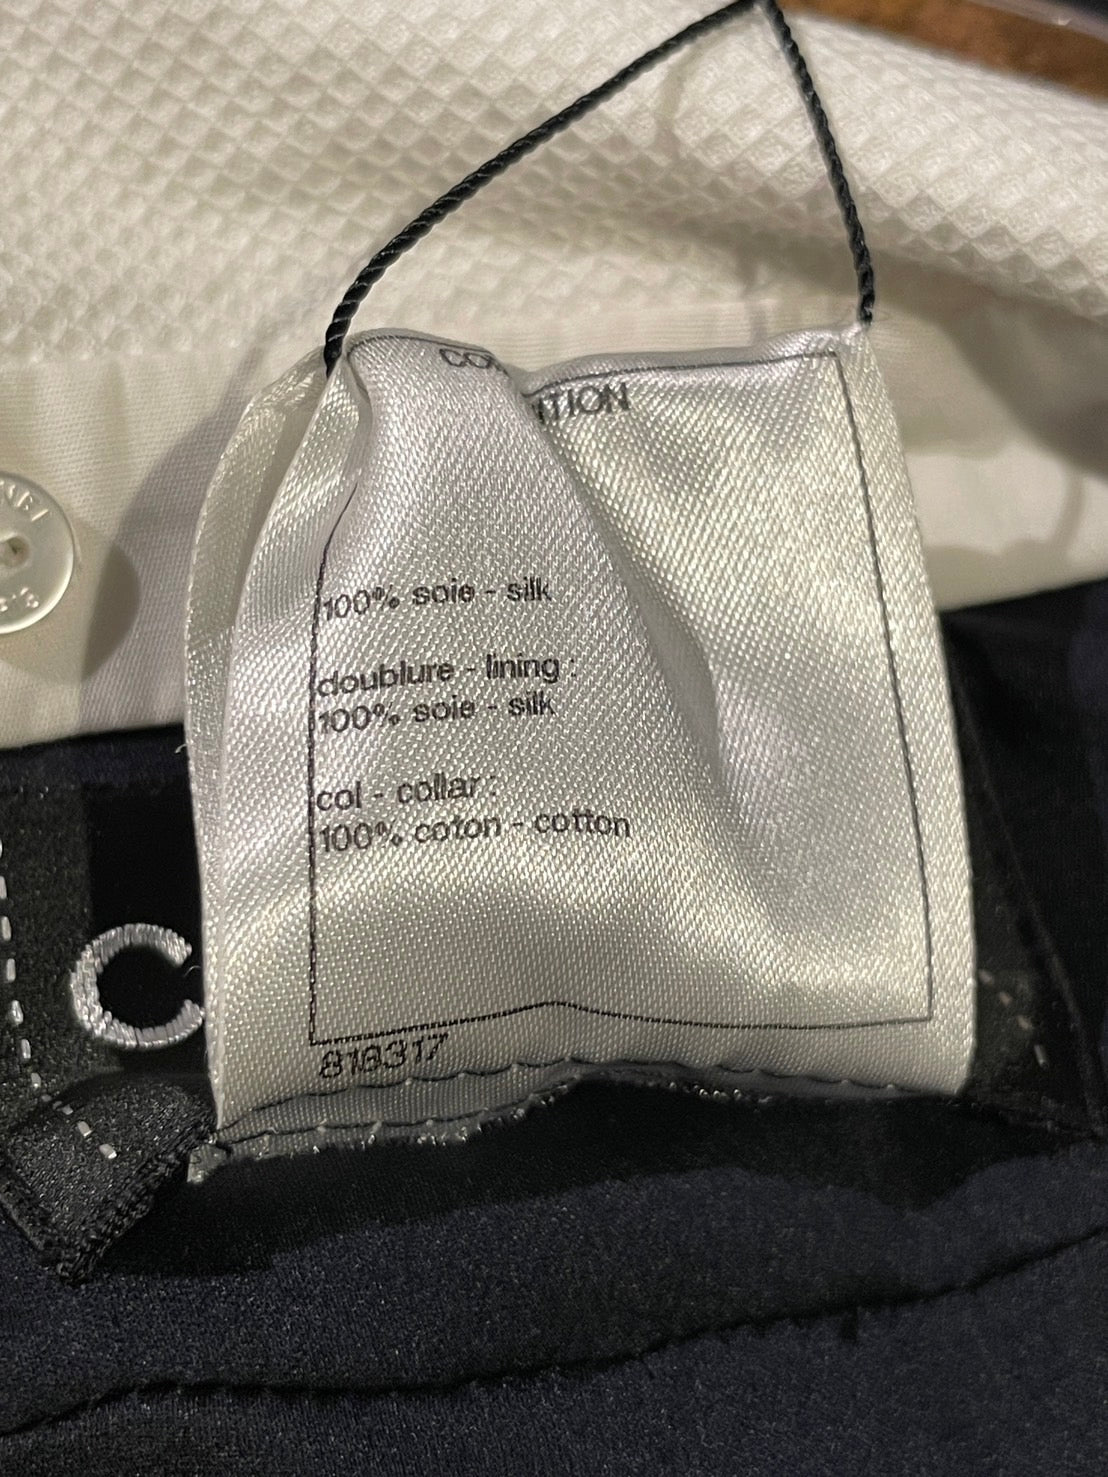 100% soie - silk
doublure - lining :
100% soie - silk
col - collar :
100% coton - cotton
818317
C